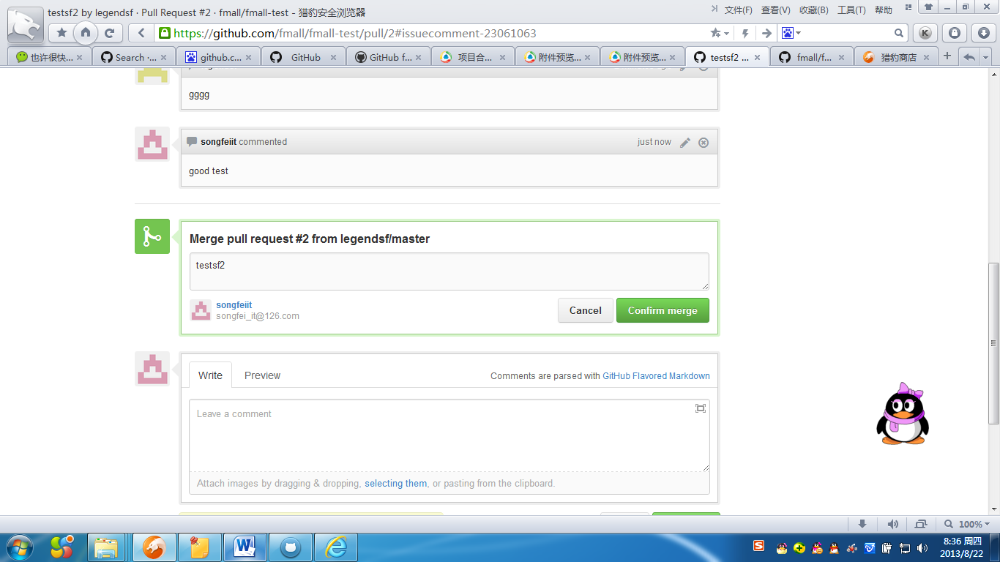 testsf2 by legendsf · Pull Request #2 · fmall/fmall-test - 猎豹安全浏览器
文件(F) 查看(V) 收藏(B) 工具(T) 帮助
https://github.com/fmall/fmall-test/pull/2#issuecomment-23061063
也许很快... Search ·... github.c... GitHub GitHub f... 项目合... 附件预览... 附件预览... testsf2 ... fmall/f... 猎豹商店
gggg
songfeiit commented just now
good test
Merge pull request #2 from legendsf/master
testsf2
songfeiit
songfei_it@126.com
Cancel Confirm merge
Write Preview Comments are parsed with GitHub Flavored Markdown
Leave a comment
Attach images by dragging & dropping, selecting them, or pasting from the clipboard.
100%
8:36 周四
2013/8/22